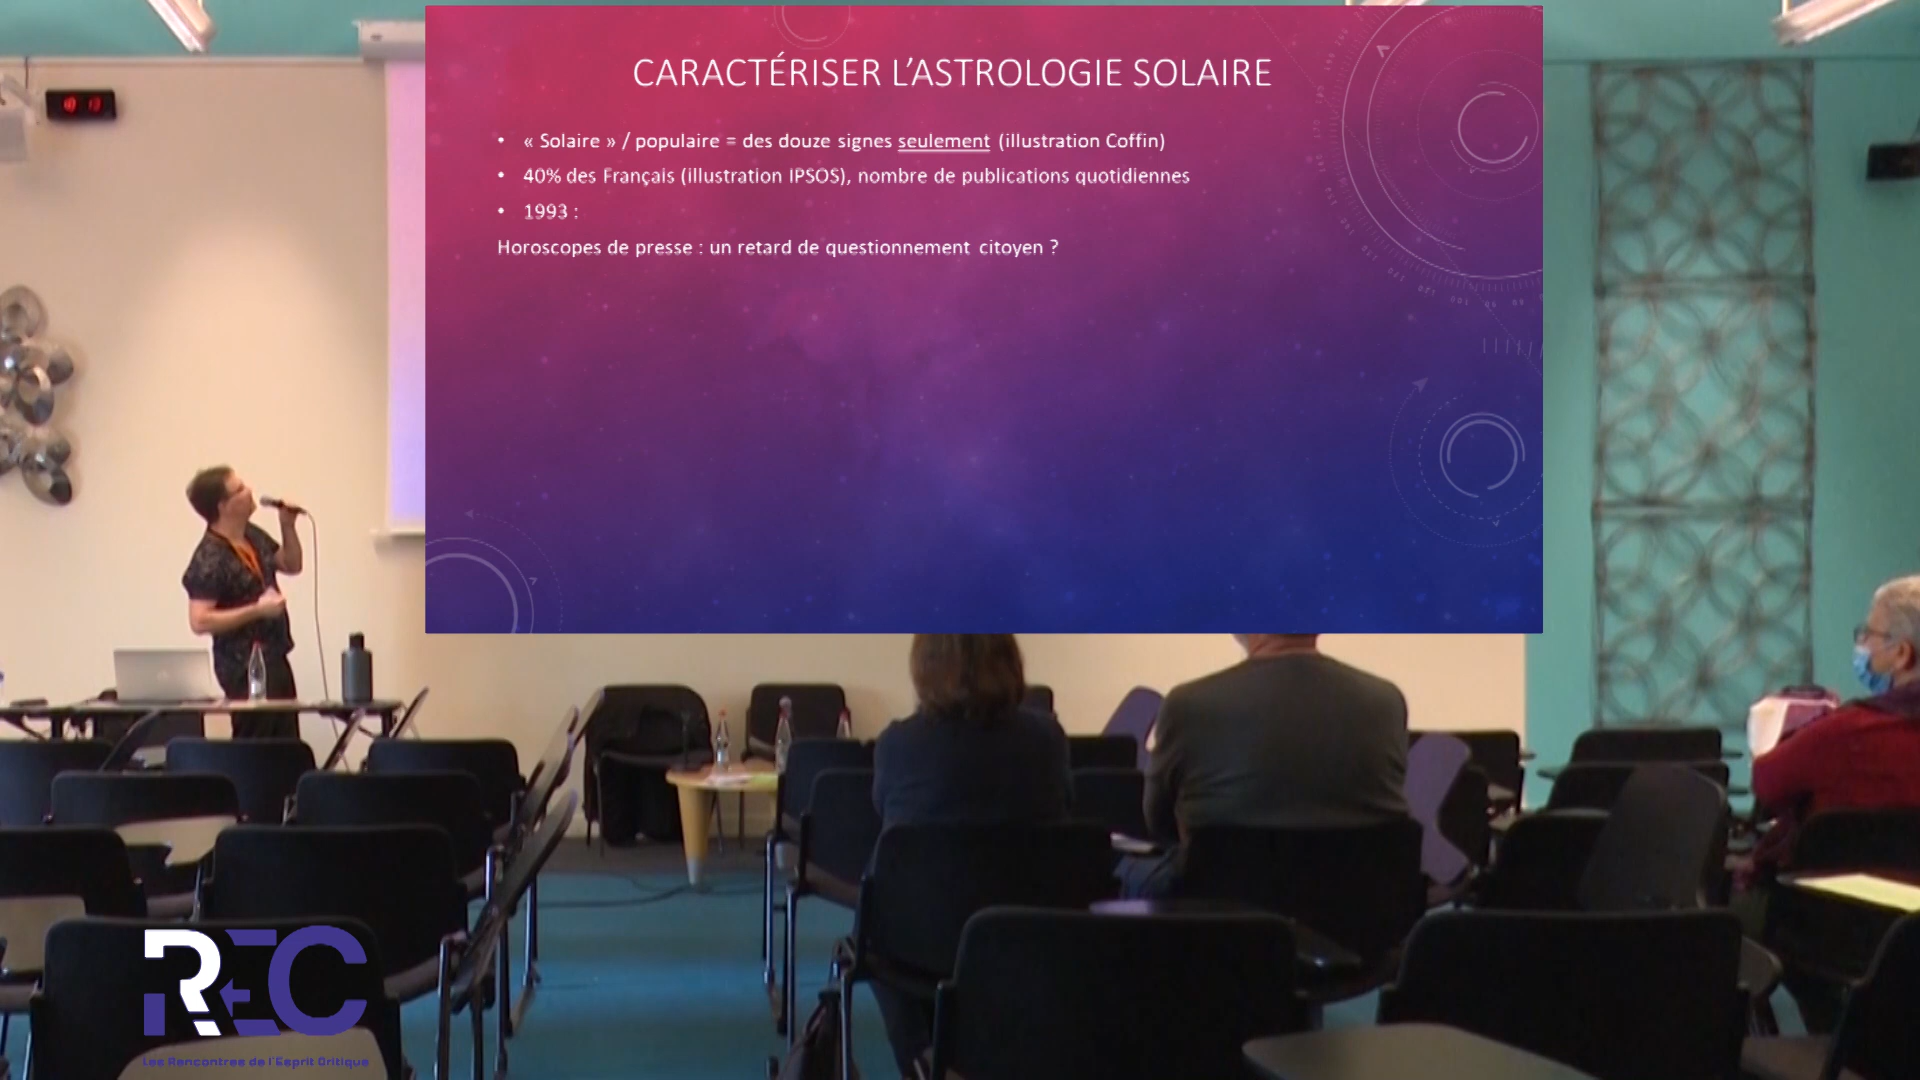 CARACTÉRISER L'ASTROLOGIE SOLAIRE
• « Solaire » / populaire = des douze signes seulement (illustration Coffin)
• 40% des Français (illustration IPSOS), nombre de publications quotidiennes
• 1993 :
Horoscopes de presse : un retard de questionnement citoyen ?
REC
Les Rencontres de l'Esprit Critique